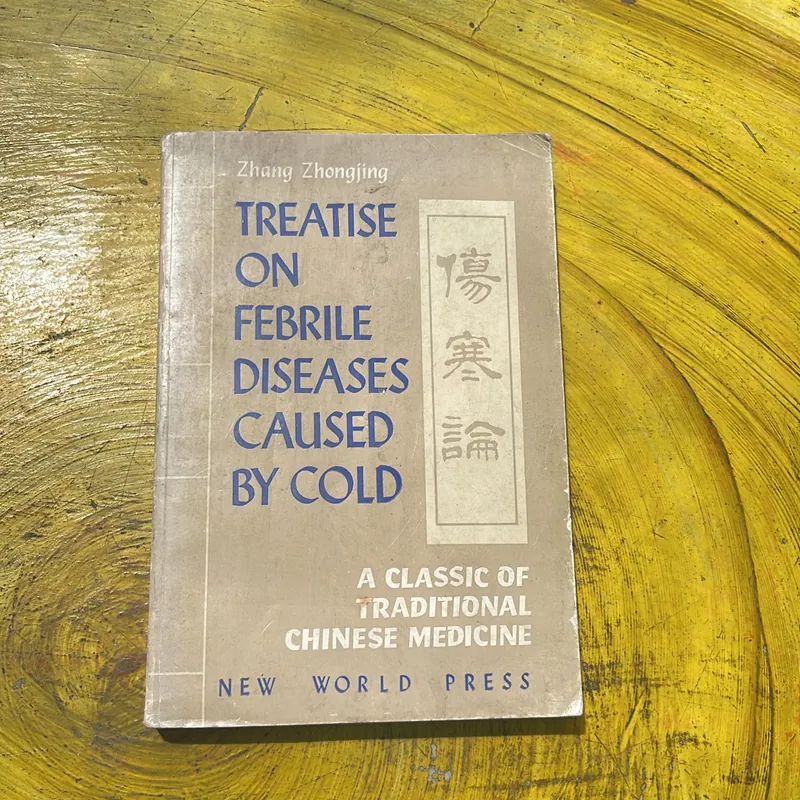 Zhang Zhongjing
TREATISE
ON
FEBRILE
DISEASES
CAUSED
BY COLD
傷寒論
A CLASSIC OF
TRADITIONAL
CHINESE MEDICINE
NEW WORLD PRESS